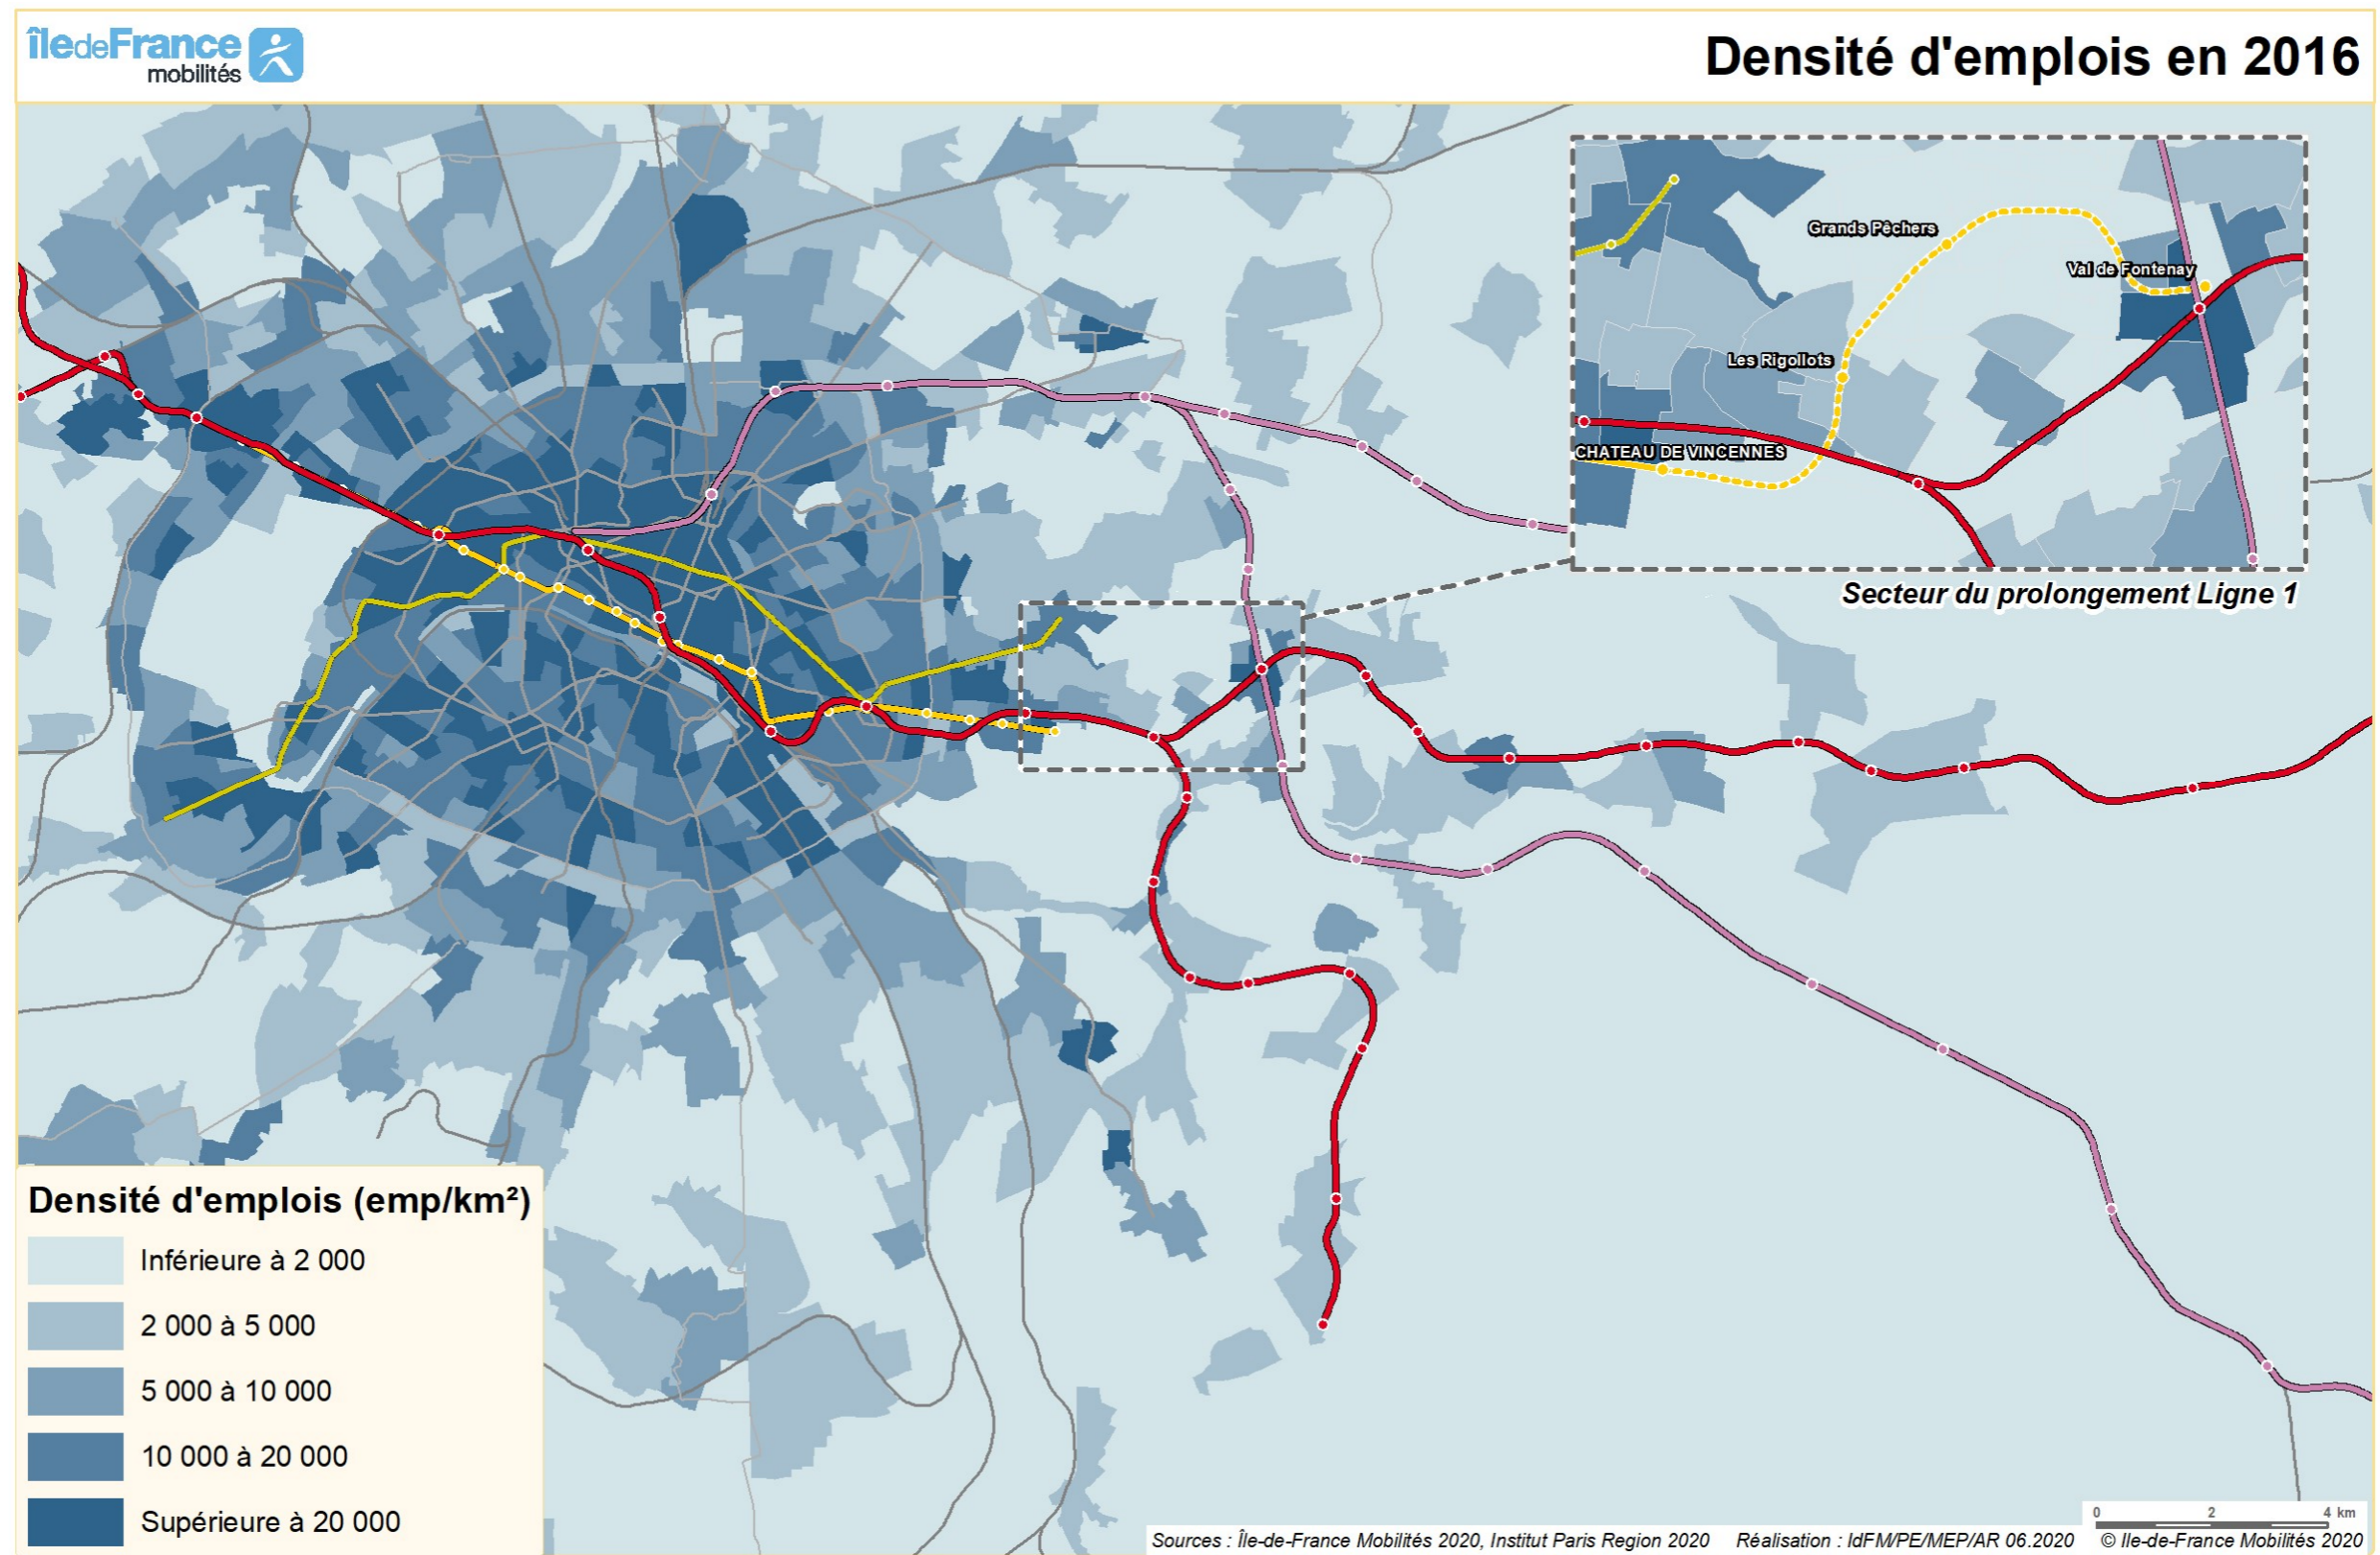 îledeFrance
mobilités
Densité d'emplois en 2016
Grands Pêchers
Val de Fontenay
Les Rigollots
CHATEAU DE VINCENNES
Secteur du prolongement Ligne 1
Densité d'emplois (emp/km²)
Inférieure à 2 000
2 000 à 5 000
5 000 à 10 000
10 000 à 20 000
Supérieure à 20 000
0 2 4 km
Sources : Île-de-France Mobilités 2020, Institut Paris Region 2020 Réalisation : IdFM/PE/MEP/AR 06.2020 © Ile-de-France Mobilités 2020